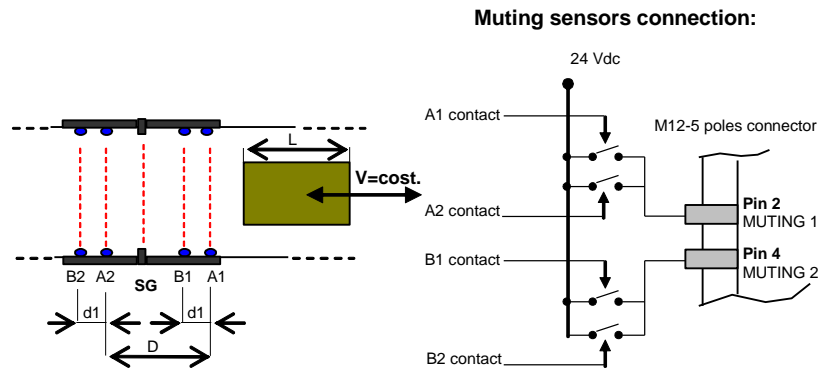 Muting sensors connection:
24 Vdc
A1 contact
M12-5 poles connector
L
V=cost.
Pin 2
MUTING 1
A2 contact
Pin 4
MUTING 2
B1 contact
B2 A2 SG B1 A1
d1 d1
D
B2 contact